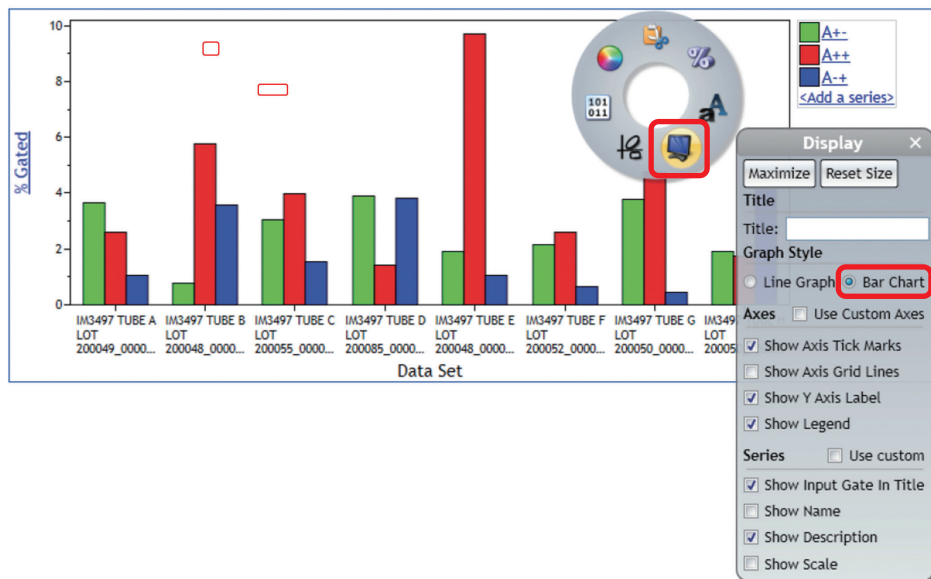 10
8
6
4
2
0
% Gated
IM3497 TUBE A
LOT
200049_0000...
IM3497 TUBE B
LOT
200048_0000...
IM3497 TUBE C
LOT
200055_0000...
IM3497 TUBE D
LOT
200085_0000...
IM3497 TUBE E
LOT
200048_0000...
IM3497 TUBE F
LOT
200052_0000...
IM3497 TUBE G
LOT
200050_0000...
LOT
Data Set
%
aA
101
011
A+-
A++
A-+
<Add a series>
Display
Maximize
Reset Size
Title
Title:
Graph Style
Line Graph
Bar Chart
Axes
Use Custom Axes
Show Axis Tick Marks
Show Axis Grid Lines
Show Y Axis Label
Show Legend
Series
Use custom
Show Input Gate In Title
Show Name
Show Description
Show Scale